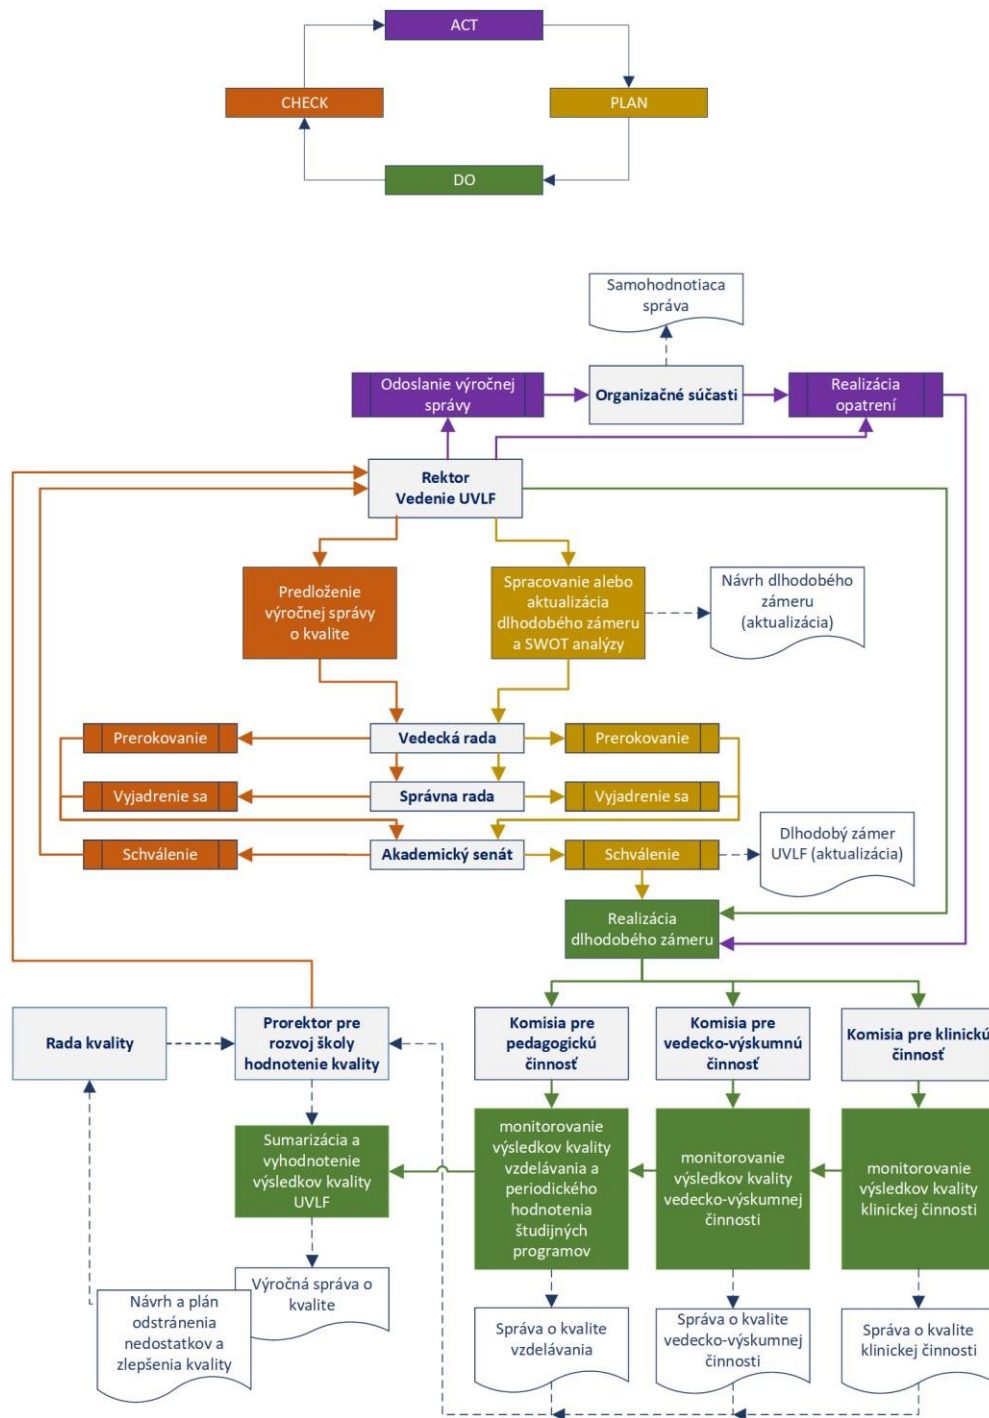 ACT
CHECK
PLAN
DO
Samohodnotiaca
správa
Odoslanie výročnej
správy
Organizačné súčasti
Realizácia
opatrení
Rektor
Vedenie UVLF
Predloženie
výročnej správy
o kvalite
Spracovanie alebo
aktualizácia
dlhodobého zámeru
a SWOT analýzy
Návrh dlhodobého
zámeru
(aktualizácia)
Prerokovanie
Vedecká rada
Prerokovanie
Vyjadrenie sa
Správna rada
Vyjadrenie sa
Schválenie
Akademický senát
Schválenie
Dlhodobý zámer
UVLF (aktualizácia)
Realizácia
dlhodobého zámeru
Rada kvality
Prorektor pre
rozvoj školy
hodnotenie kvality
Komisia pre
pedagogickú
činnosť
Komisia pre
vedecko-výskumnú
činnosť
Komisia pre klinickú
činnosť
Sumarizácia a
vyhodnotenie
výsledkov kvality
UVLF
monitorovanie
výsledkov kvality
vzdelávania a
periodického
hodnotenia
študijných
programov
monitorovanie
výsledkov kvality
vedecko-výskumnej
činnosti
monitorovanie
výsledkov kvality
klinickej činnosti
Návrh a plán
odstránenia
nedostatkov a
zlepšenia kvality
Výročná správa o
kvalite
Správa o kvalite
vzdelávania
Správa o kvalite
vedecko-výskumnej
činnosti
Správa o kvalite
klinickej činnosti